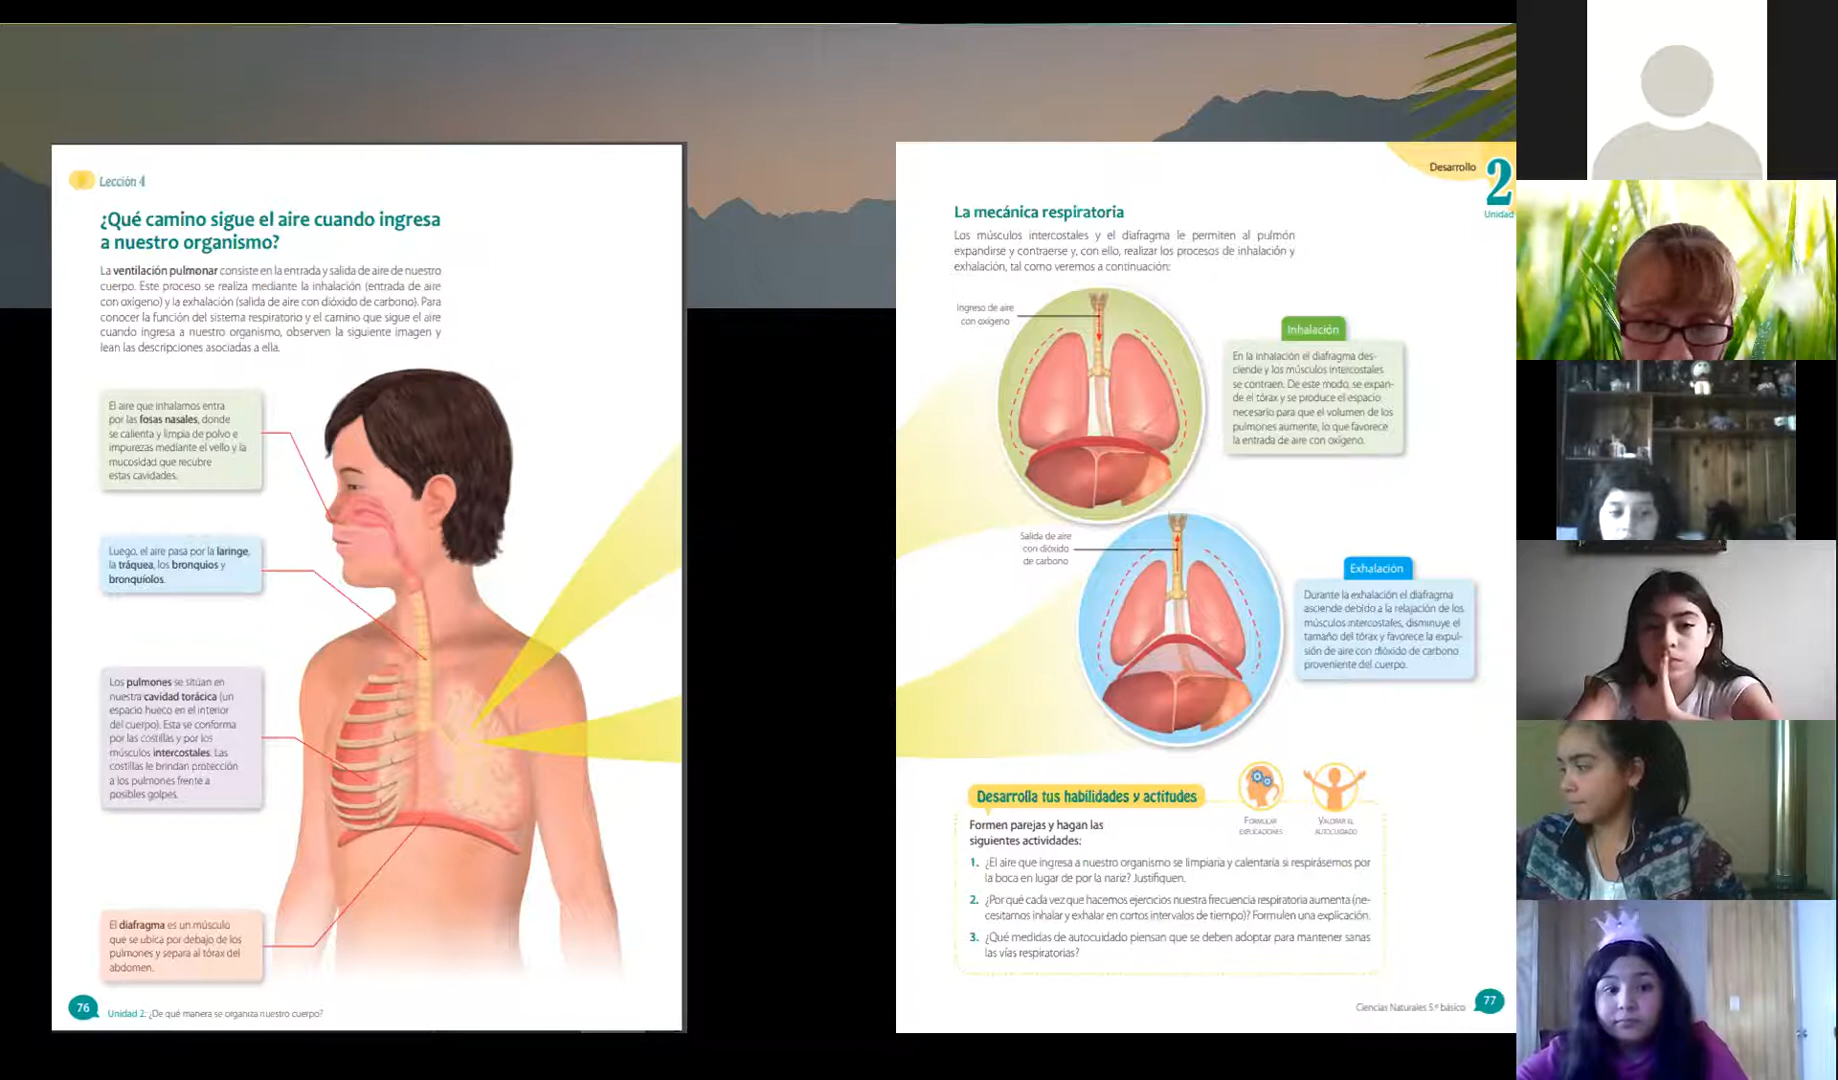 Lección 4
¿Qué camino sigue el aire cuando ingresa
a nuestro organismo?
La ventilación pulmonar consiste en la entrada y salida de aire de nuestro
cuerpo. Este proceso se realiza mediante la inhalación (entrada de aire
con oxígeno) y la exhalación (salida de aire con dióxido de carbono). Para
conocer la función del sistema respiratorio y el camino que sigue el aire
cuando ingresa a nuestro organismo, observen la siguiente imagen y
lean las descripciones asociadas a ella.
El aire que inhalamos entra
por las fosas nasales, donde
se calienta y limpia de polvo e
impurezas mediante el vello y la
mucosidad que recubre
estas cavidades.
Luego, el aire pasa por la laringe,
la tráquea, los bronquios y
bronquíolos.
Los pulmones se sitúan en
nuestra cavidad torácica (un
espacio hueco en el interior
del cuerpo). Esta se conforma
por las costillas y por los
músculos intercostales. Las
costillas le brindan protección
a los pulmones frente a
posibles golpes.
El diafragma es un músculo
que se ubica por debajo de los
pulmones y separa al tórax del
abdomen.
76
Unidad 2: ¿De qué manera se organiza nuestro cuerpo?
Desarrollo
2
Unidad
La mecánica respiratoria
Los músculos intercostales y el diafragma le permiten al pulmón
expandirse y contraerse y, con ello, realizar los procesos de inhalación y
exhalación, tal como veremos a continuación:
Ingreso de aire
con oxígeno
Inhalación
En la inhalación el diafragma des-
ciende y los músculos intercostales
se contraen. De este modo, se expan-
de el tórax y se produce el espacio
necesario para que el volumen de los
pulmones aumente, lo que favorece
la entrada de aire con oxígeno.
Salida de aire
con dióxido
de carbono
Exhalación
Durante la exhalación el diafragma
asciende debido a la relajación de los
músculos intercostales, disminuye el
tamaño del tórax y favorece la expul-
sión de aire con dióxido de carbono
proveniente del cuerpo.
Desarrolla tus habilidades y actitudes
Formular
explicaciones
Valorar el
autocuidado
Formen parejas y hagan las
siguientes actividades:
1. ¿El aire que ingresa a nuestro organismo se limpiaría y calentaría si respirásemos por
la boca en lugar de por la nariz? Justifiquen.
2. ¿Por qué cada vez que hacemos ejercicios nuestra frecuencia respiratoria aumenta (ne-
cesitamos inhalar y exhalar en cortos intervalos de tiempo)? Formulen una explicación.
3. ¿Qué medidas de autocuidado piensan que se deben adoptar para mantener sanas
las vías respiratorias?
Ciencias Naturales 5.º básico
77